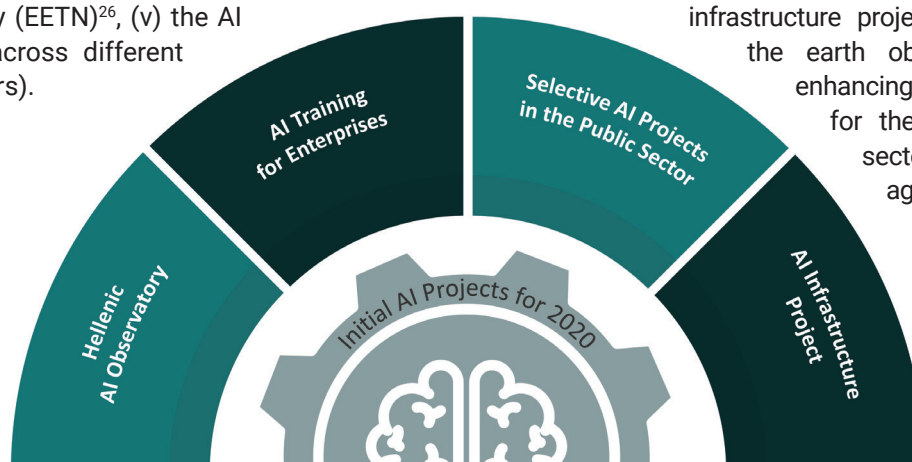 y (EETN)26, (v) the AI
across different
rs).
infrastructure proje
the earth ob
enhancing
for the
secto
ag
Hellenic
AI Observatory
AI Training
for Enterprises
Selective AI Projects
in the Public Sector
AI Infrastructure
Project
Initial AI Projects for 2020